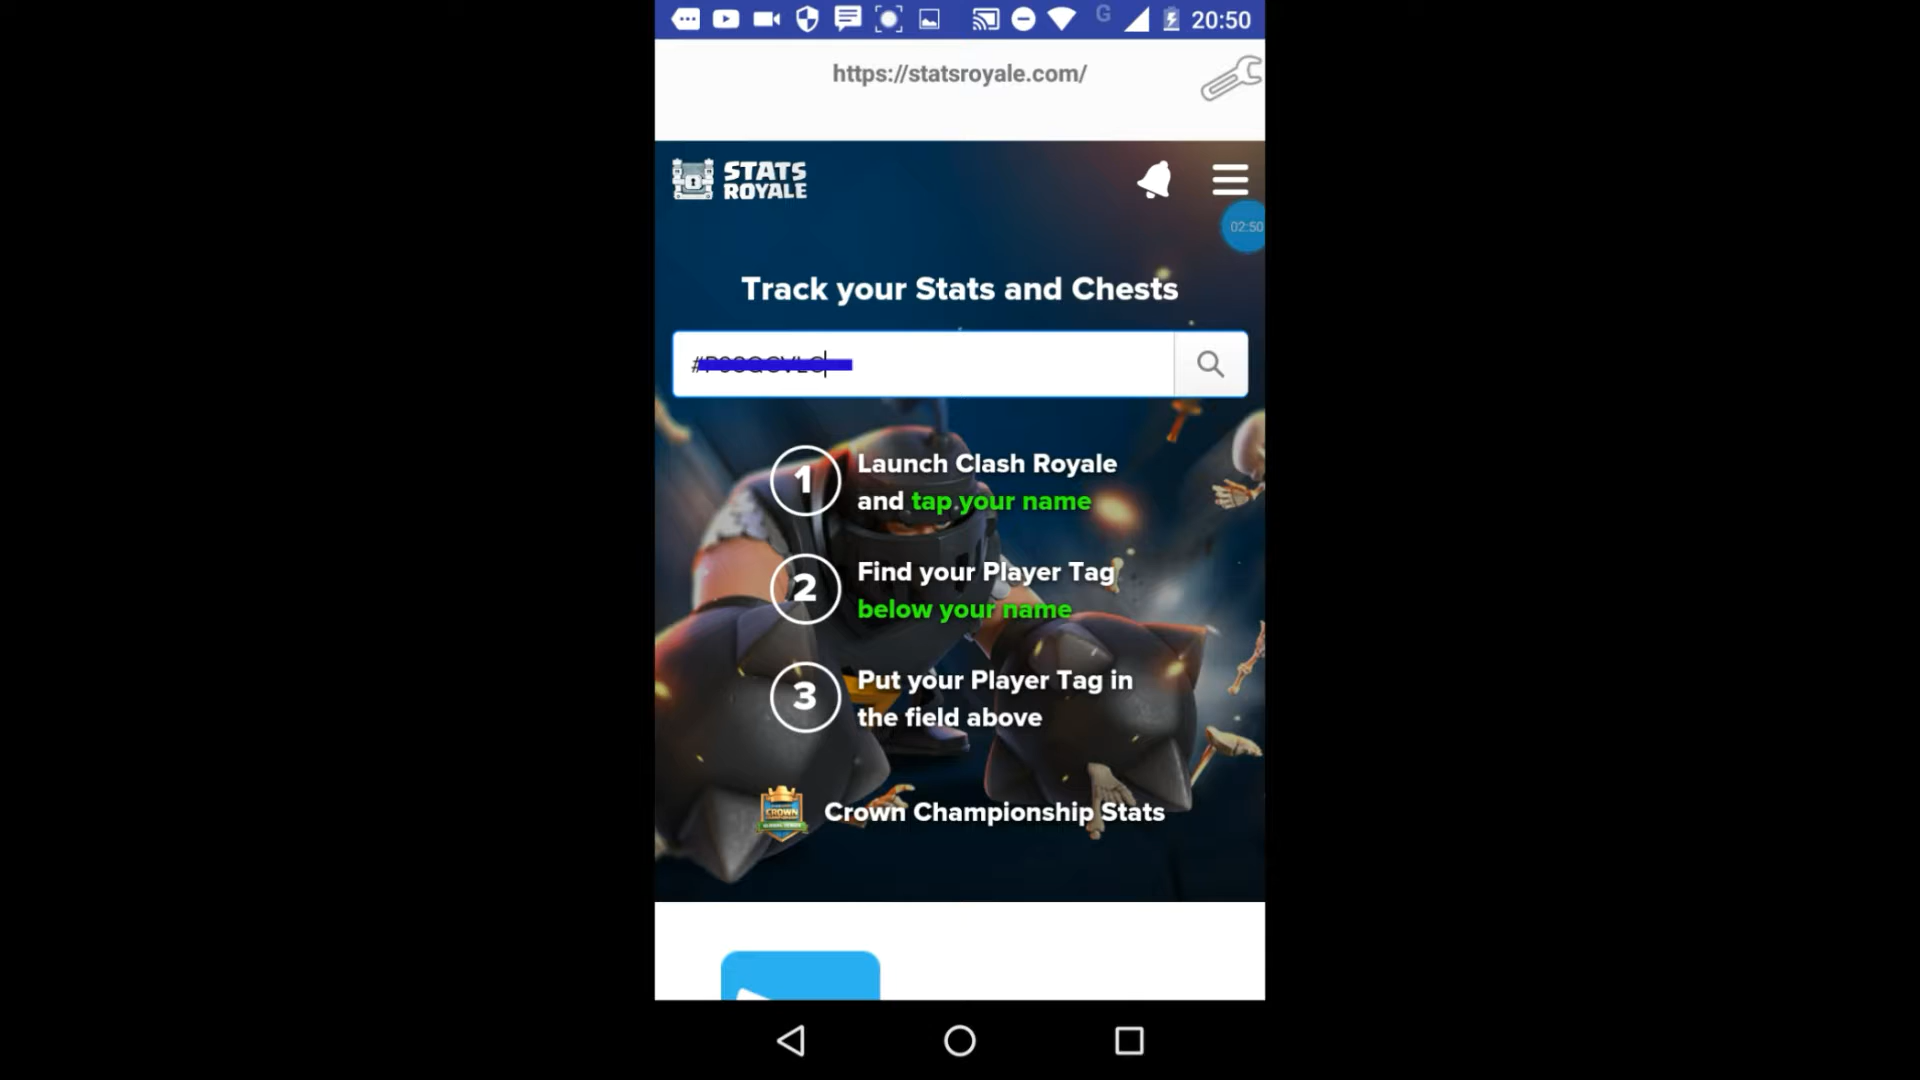 20:50
https://statsroyale.com/
STATS
ROYALE
02:50
Track your Stats and Chests
1
Launch Clash Royale
and tap your name
2
Find your Player Tag
below your name
3
Put your Player Tag in
the field above
CROWN
Crown Championship Stats